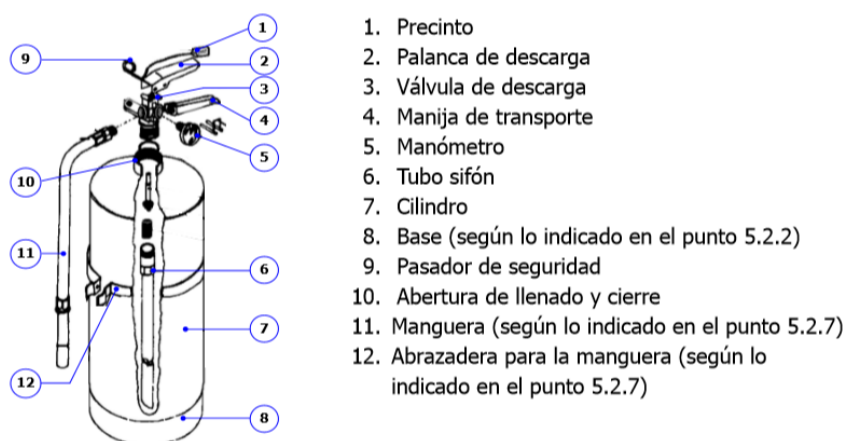 1
2
3
4
5
6
7
8
9
10
11
12
1. Precinto
2. Palanca de descarga
3. Válvula de descarga
4. Manija de transporte
5. Manómetro
6. Tubo sifón
7. Cilindro
8. Base (según lo indicado en el punto 5.2.2)
9. Pasador de seguridad
10. Abertura de llenado y cierre
11. Manguera (según lo indicado en el punto 5.2.7)
12. Abrazadera para la manguera (según lo
indicado en el punto 5.2.7)